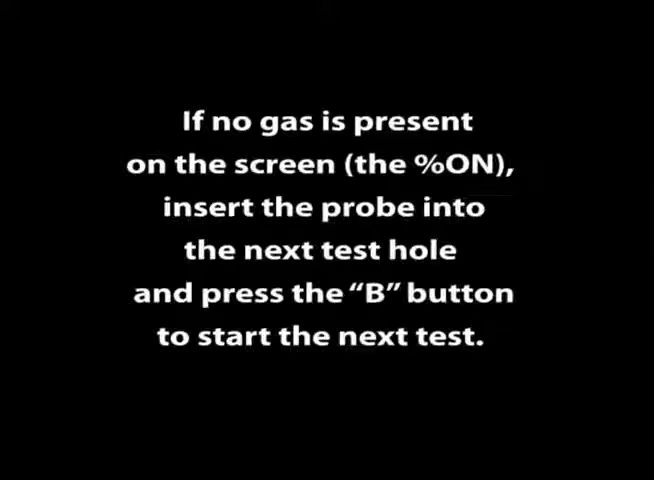 If no gas is present
on the screen (the %ON),
insert the probe into
the next test hole
and press the “B” button
to start the next test.